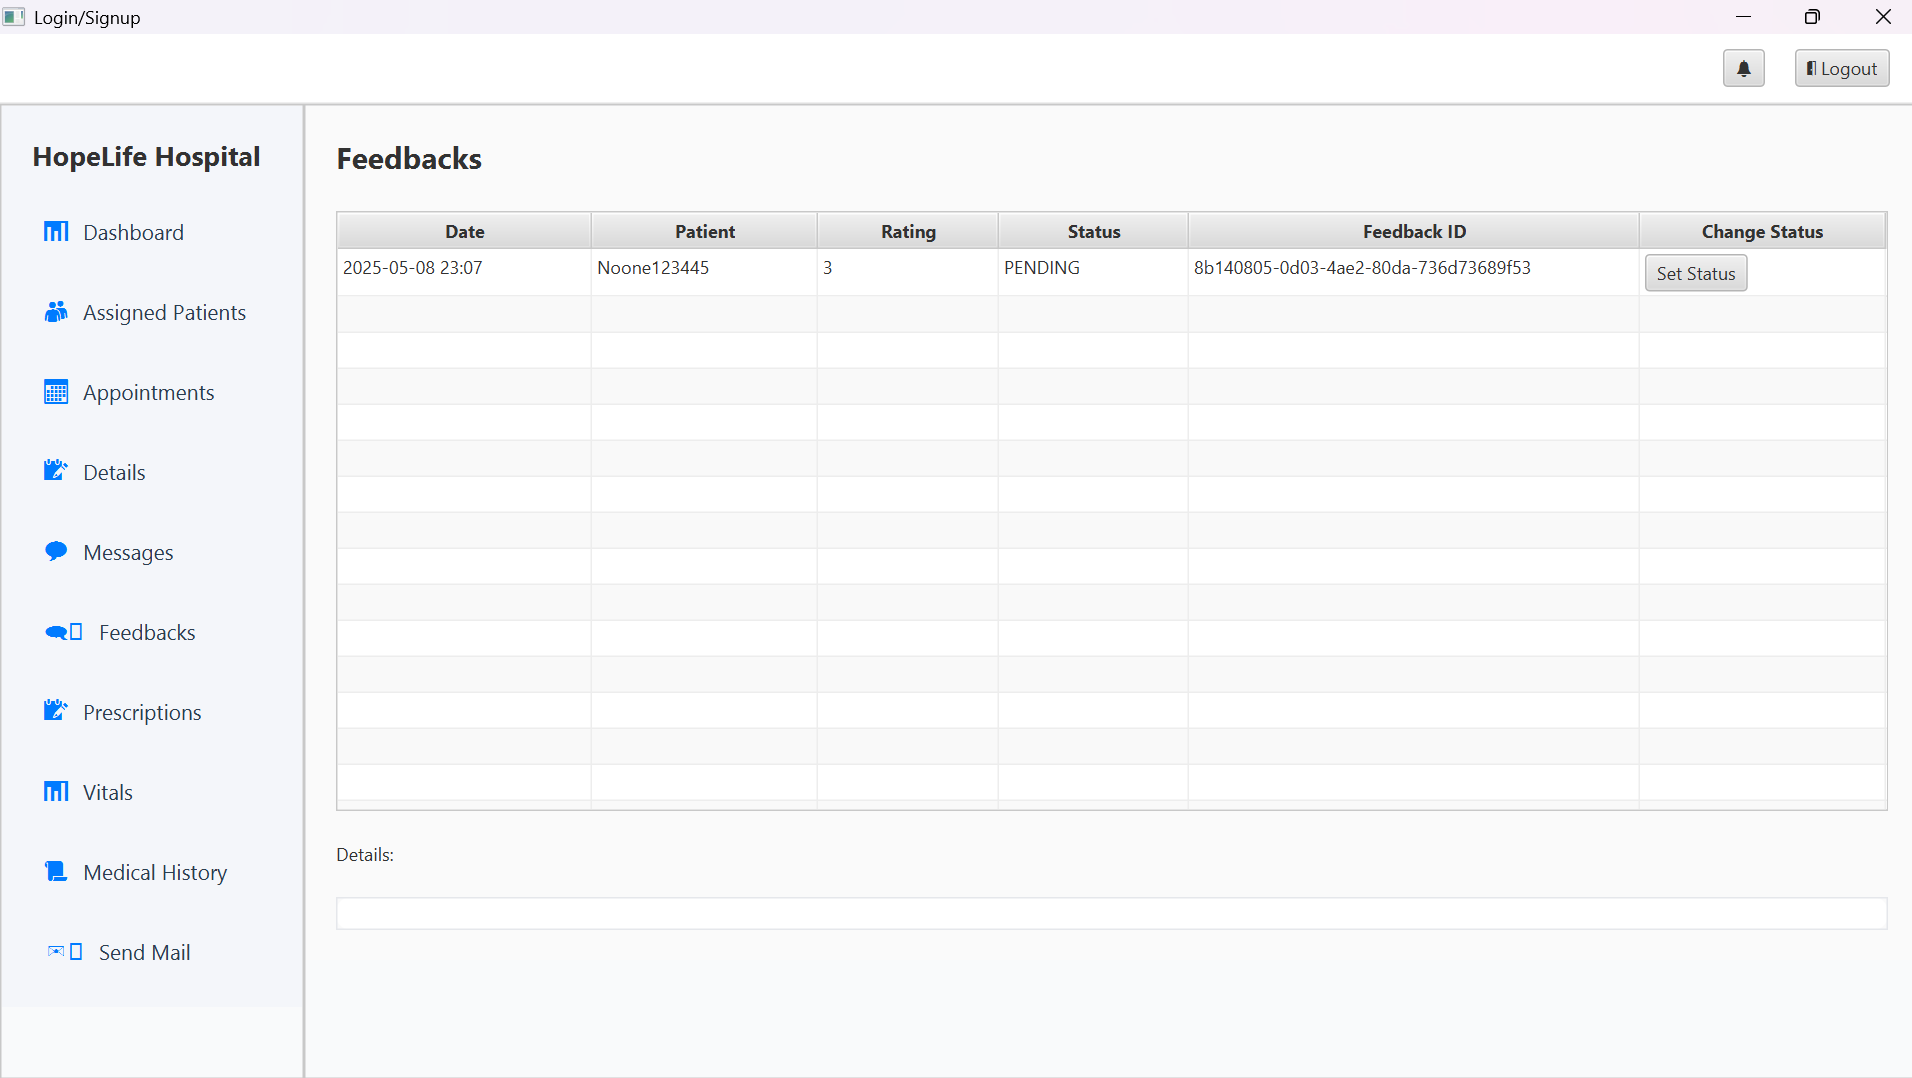 Login/Signup
Logout
HopeLife Hospital
Dashboard
Assigned Patients
Appointments
Details
Messages
Feedbacks
Prescriptions
Vitals
Medical History
Send Mail
Feedbacks
Date Patient Rating Status Feedback ID Change Status
2025-05-08 23:07 Noone123445 3 PENDING 8b140805-0d03-4ae2-80da-736d73689f53 Set Status
Details: